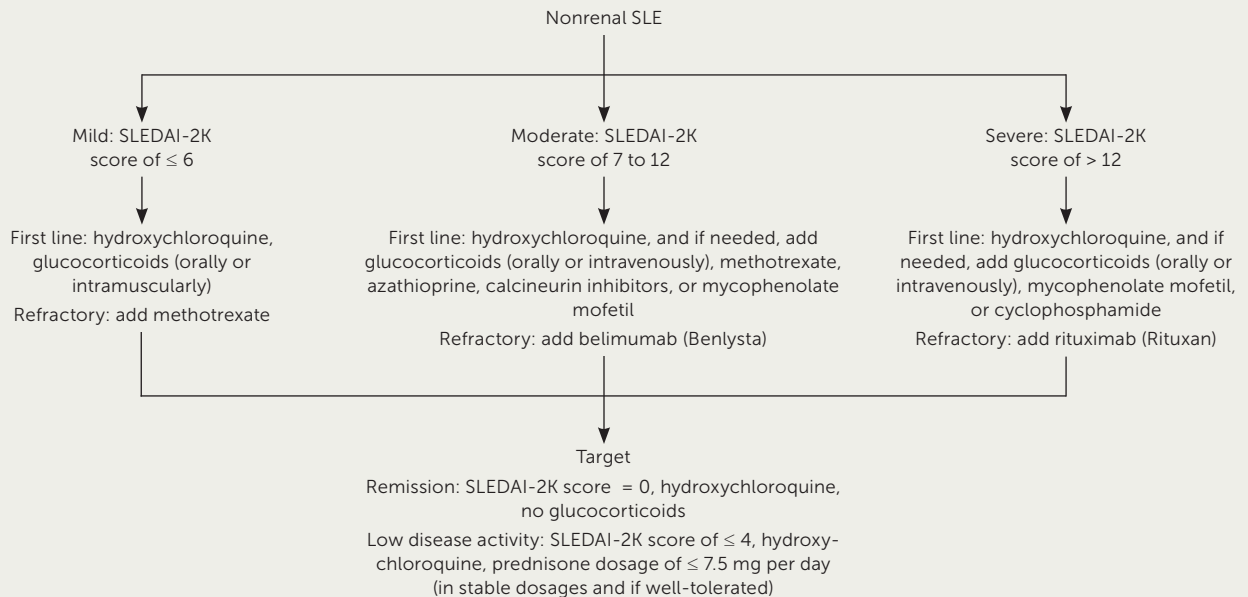 Nonrenal SLE
Mild: SLEDAI-2K
score of ≤ 6
Moderate: SLEDAI-2K
score of 7 to 12
Severe: SLEDAI-2K
score of > 12
First line: hydroxychloroquine,
glucocorticoids (orally or
intramuscularly)
Refractory: add methotrexate
First line: hydroxychloroquine, and if needed, add
glucocorticoids (orally or intravenously), methotrexate,
azathioprine, calcineurin inhibitors, or mycophenolate
mofetil
Refractory: add belimumab (Benlysta)
First line: hydroxychloroquine, and if
needed, add glucocorticoids (orally or
intravenously), mycophenolate mofetil,
or cyclophosphamide
Refractory: add rituximab (Rituxan)
Target
Remission: SLEDAI-2K score = 0, hydroxychloroquine,
no glucocorticoids
Low disease activity: SLEDAI-2K score of ≤ 4, hydroxy-
chloroquine, prednisone dosage of ≤ 7.5 mg per day
(in stable dosages and if well-tolerated)